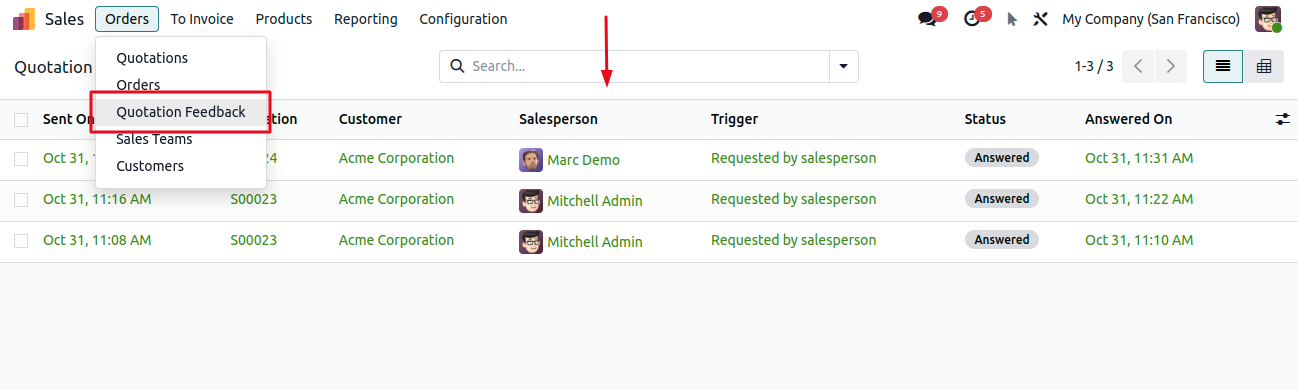 Sales Orders To Invoice Products Reporting Configuration 9 5 My Company (San Francisco)
Quotations
Quotation Search... 1-3 / 3
Orders
Quotation Feedback
Sent On Customer Salesperson Trigger Status Answered On
Sales Teams
Oct 31, Acme Corporation Marc Demo Requested by salesperson Answered Oct 31, 11:31 AM
Customers
Oct 31, 11:16 AM S00023 Acme Corporation Mitchell Admin Requested by salesperson Answered Oct 31, 11:22 AM
Oct 31, 11:08 AM S00023 Acme Corporation Mitchell Admin Requested by salesperson Answered Oct 31, 11:10 AM